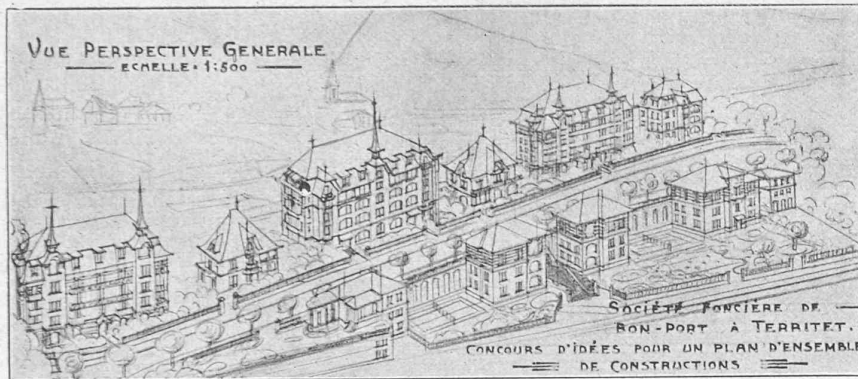 VUE PERSPECTIVE GENERALE
ECHELLE · 1:500
SOCIÉTÉ FONCIÈRE DE
BON-PORT À TERRITET.
CONCOURS D'IDÉES POUR UN PLAN D'ENSEMBLE
DE CONSTRUCTIONS